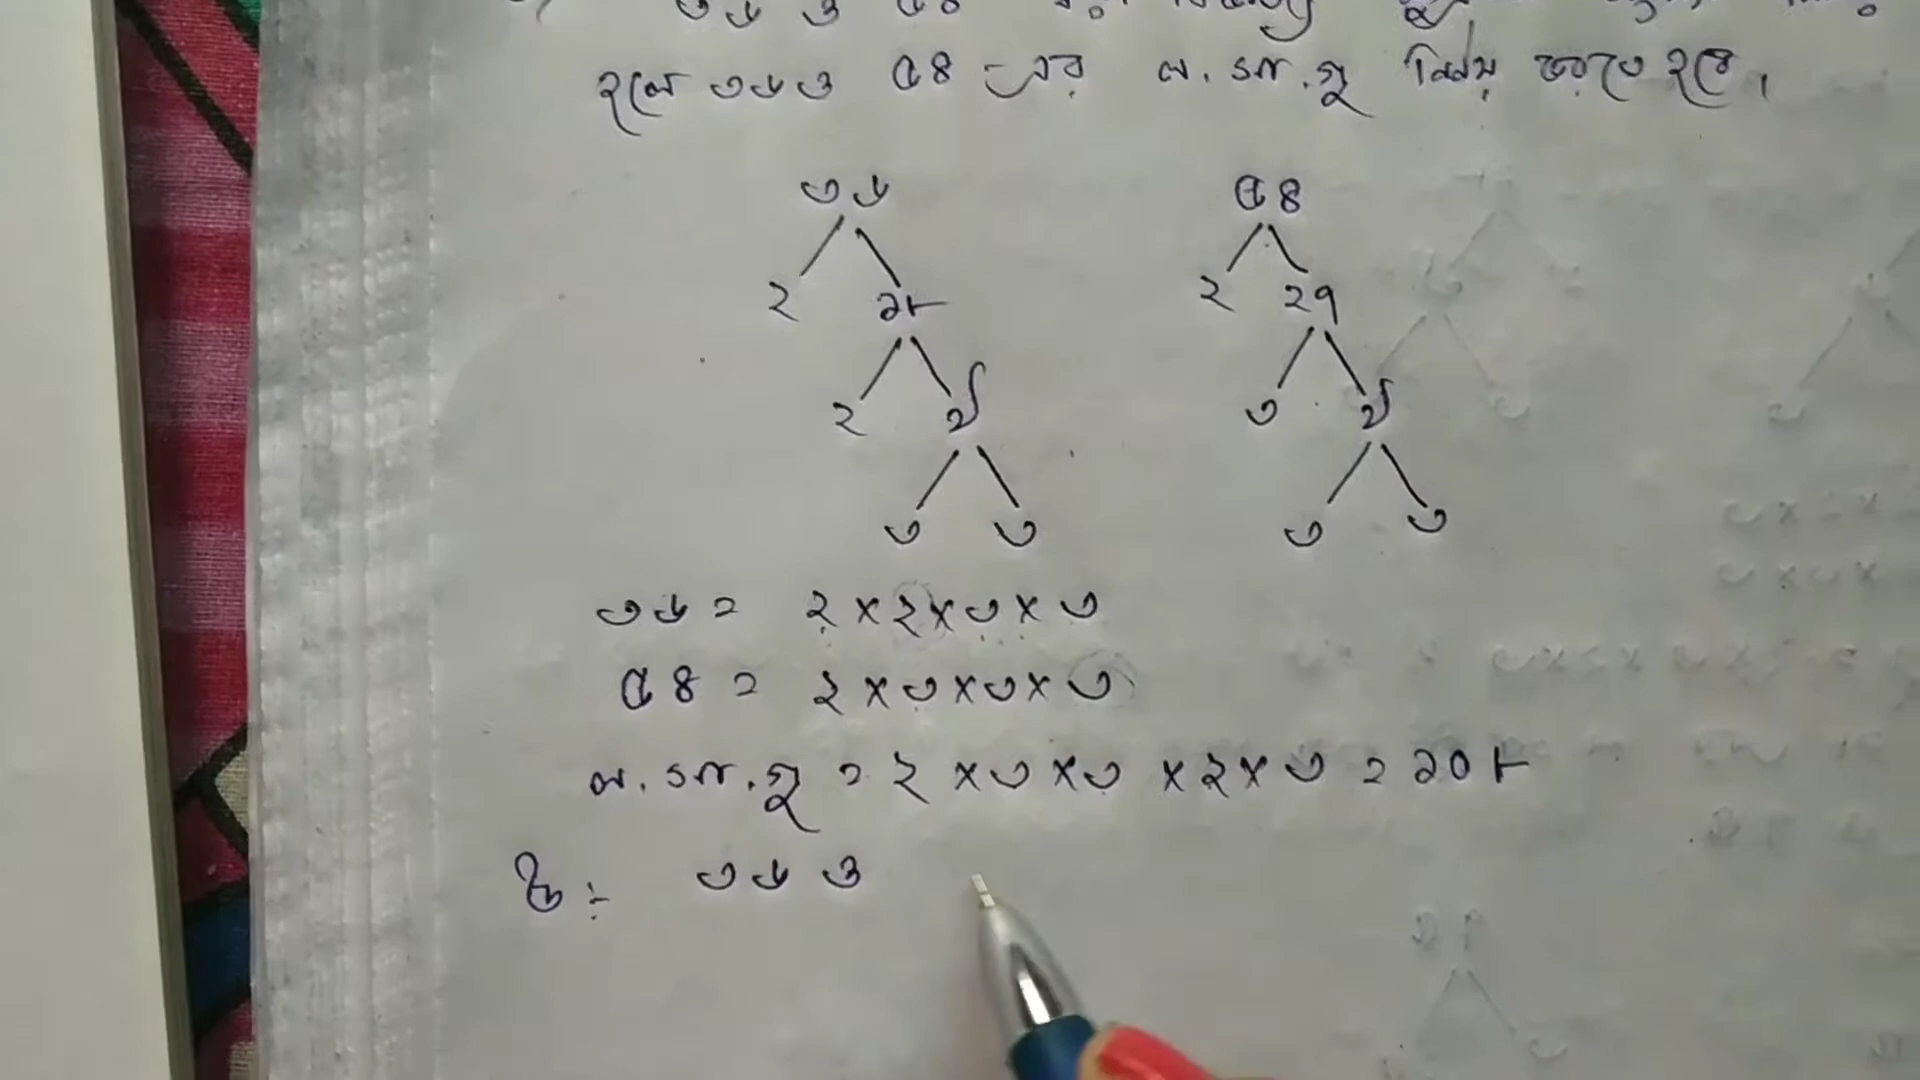 ৩৬ ও ৫৪
হলে ৩৬ ও ৫৪ -এর ল. সা. গু নির্ণয় করতে হবে।
৩৬ ৫৪
২ ১৮ ২ ২৭
২ ৯ ৩ ৯
৩ ৩ ৩ ৩
৩৬ = ২ × ২ × ৩ × ৩
৫৪ = ২ × ৩ × ৩ × ৩
ল. সা. গু = ২ × ৩ × ৩ × ২ × ৩ = ১০৮
উ: ৩৬ ও